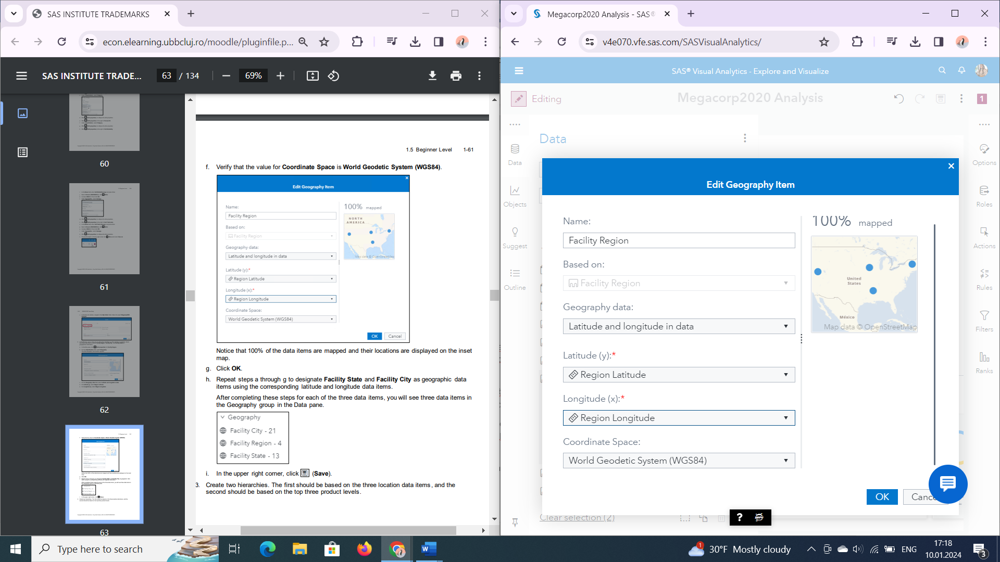 SAS INSTITUTE TRADEMARKS
econ.elearning.ubbcluj.ro/moodle/pluginfile.p...
SAS INSTITUTE TRADE...
63 / 134
69%
60
61
62
63
1.5 Beginner Level 1-61
f. Verify that the value for Coordinate Space is World Geodetic System (WGS84).
Edit Geography Item
Name:
Facility Region
Based on:
Facility Region
Geography data:
Latitude and longitude in data
Latitude (y):*
Region Latitude
Longitude (x):*
Region Longitude
Coordinate Space:
World Geodetic System (WGS84)
100% mapped
NORTH
AMERICA
Map data © OpenStreetMap
OK Cancel
Notice that 100% of the data items are mapped and their locations are displayed on the inset
map.
g. Click OK.
h. Repeat steps a through g to designate Facility State and Facility City as geographic data
items using the corresponding latitude and longitude data items.
After completing these steps for each of the three data items, you will see three data items in
the Geography group in the Data pane.
Geography
Facility City - 21
Facility Region - 4
Facility State - 13
i. In the upper right corner, click (Save).
3. Create two hierarchies. The first should be based on the three location data items, and the
second should be based on the top three product levels.
Megacorp2020 Analysis - SAS®
v4e070.vfe.sas.com/SASVisualAnalytics/
SAS® Visual Analytics - Explore and Visualize
Editing
Megacorp2020 Analysis
1
Data
Objects
Suggest
Outline
Data
Options
Roles
Actions
Rules
Filters
Ranks
Edit Geography Item
Name:
Facility Region
Based on:
Facility Region
Geography data:
Latitude and longitude in data
Latitude (y):*
Region Latitude
Longitude (x):*
Region Longitude
Coordinate Space:
World Geodetic System (WGS84)
100% mapped
United
States
México
Map data © OpenStreetMap
OK Cance
Clear selection (2)
?
Type here to search
W
1
30°F Mostly cloudy
ENG
17:18
10.01.2024
3